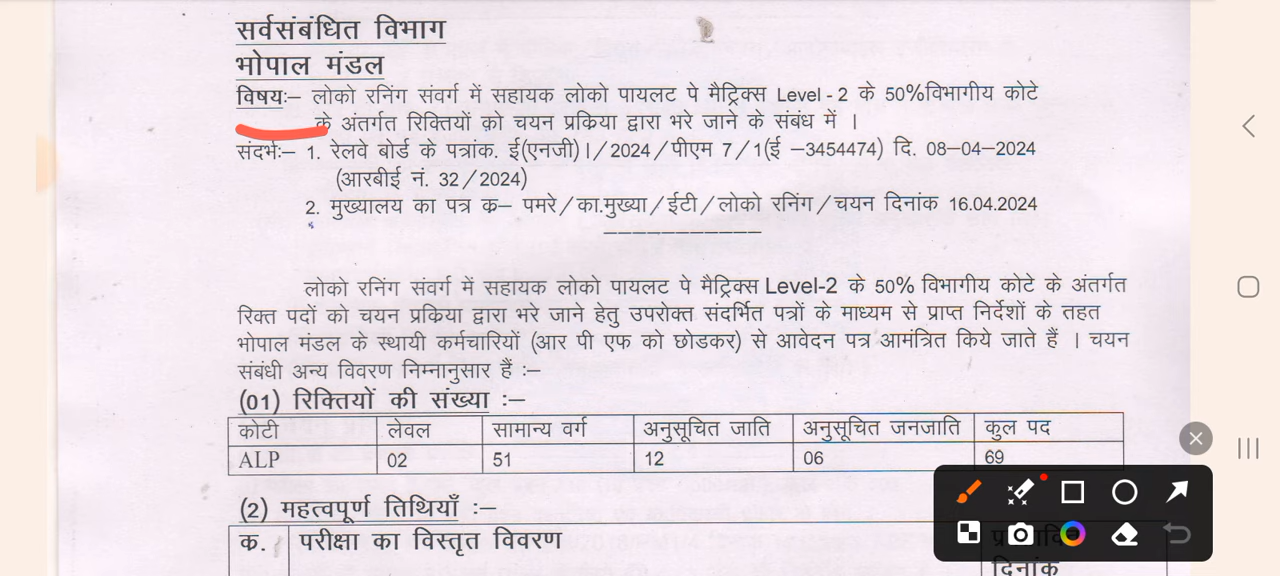 सर्वसंबंधित विभाग
भोपाल मंडल
विषयः– लोको रनिंग संवर्ग में सहायक लोको पायलट पे मैट्रिक्स Level - 2 के 50%विभागीय कोटे
के अंतर्गत रिक्तियों को चयन प्रक्रिया द्वारा भरे जाने के संबंध में ।
संदर्भः– 1. रेलवे बोर्ड के पत्रांक. ई(एनजी)।/2024/पीएम 7/1(ई –3454474) दि. 08–04–2024
(आरबीई नं. 32/2024)
2. मुख्यालय का पत्र क– पमरे/का.मुख्या/ईटी/लोको रनिंग/चयन दिनांक 16.04.2024
लोको रनिंग संवर्ग में सहायक लोको पायलट पे मैट्रिक्स Level-2 के 50% विभागीय कोटे के अंतर्गत
रिक्त पदों को चयन प्रक्रिया द्वारा भरे जाने हेतु उपरोक्त संदर्भित पत्रों के माध्यम से प्राप्त निर्देशों के तहत
भोपाल मंडल के स्थायी कर्मचारियों (आर पी एफ को छोडकर) से आवेदन पत्र आमंत्रित किये जाते हैं । चयन
संबंधी अन्य विवरण निम्नानुसार हैं :–
(01) रिक्तियों की संख्या :–
कोटी लेवल सामान्य वर्ग अनुसूचित जाति अनुसूचित जनजाति कुल पद
ALP 02 51 12 06 69
(2) महत्वपूर्ण तिथियाँ :–
क. परीक्षा का विस्तृत विवरण
दिनांक